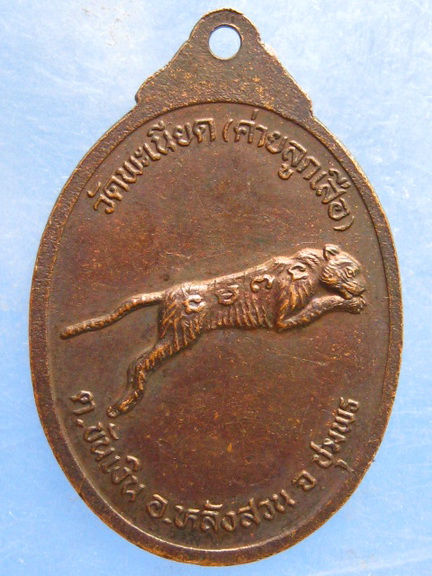 วัดพะเนียด (ค่ายลูกเสือ)
ต.ขันเงิน อ.หลังสวน จ ชุมพร